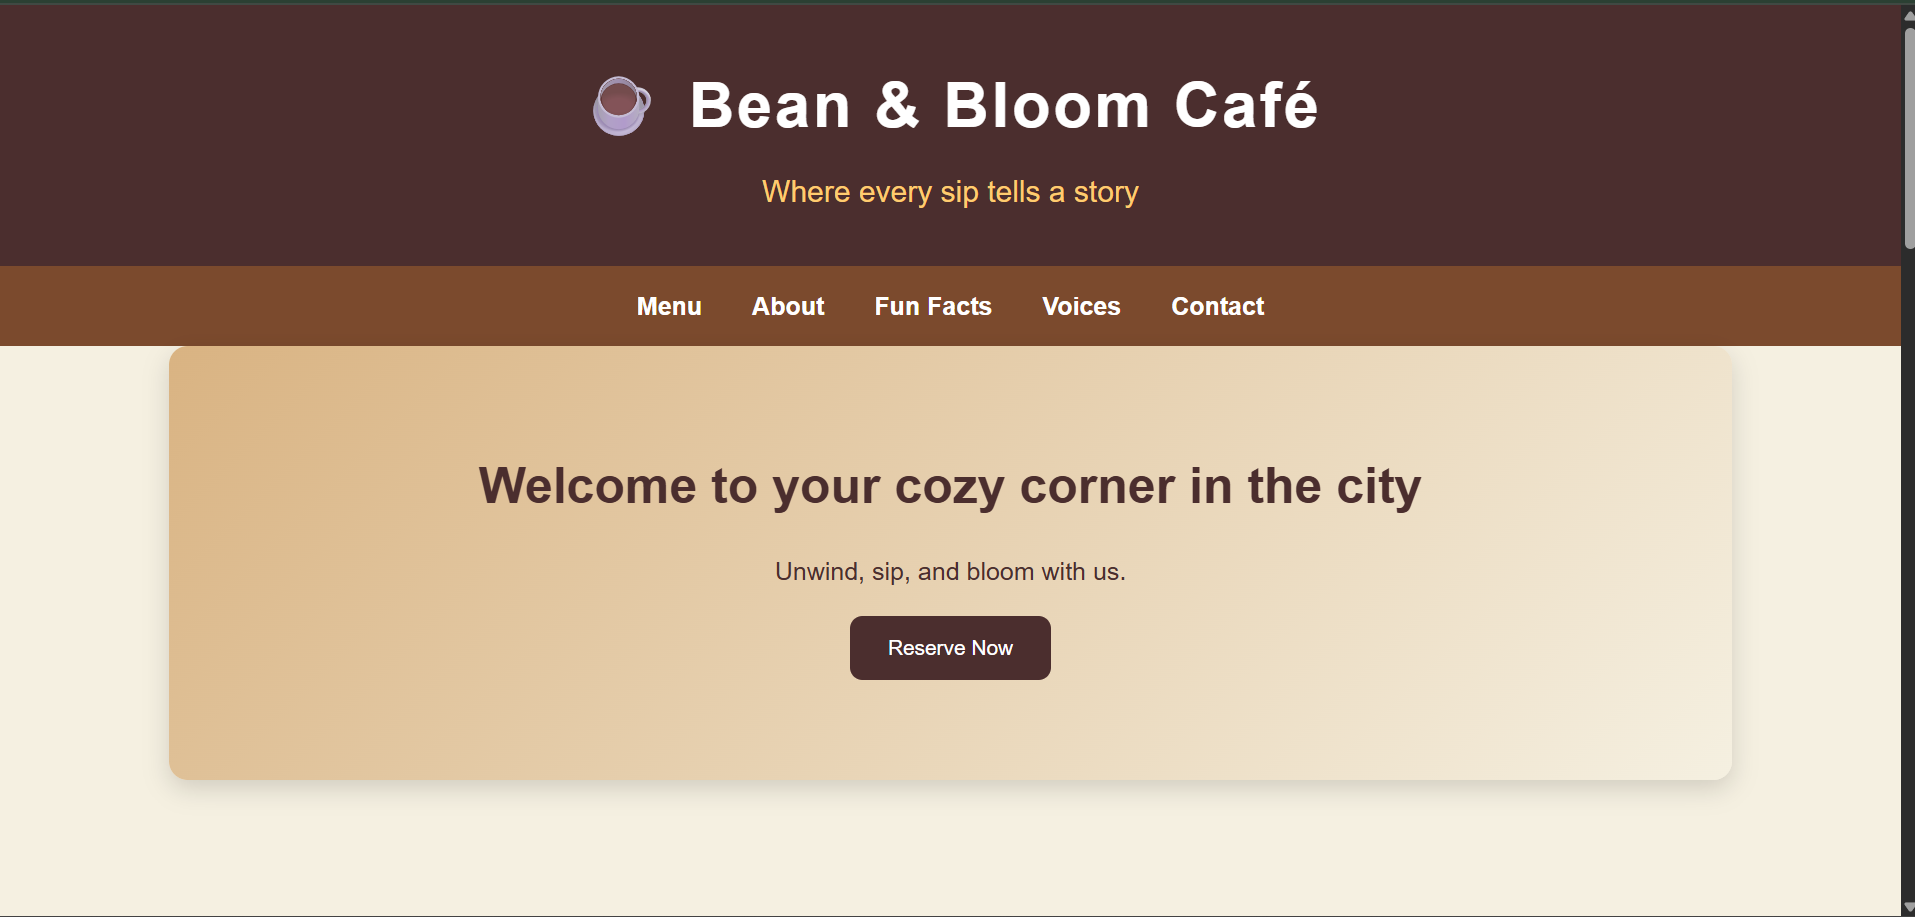 Bean & Bloom Café
Where every sip tells a story
Menu About Fun Facts Voices Contact
Welcome to your cozy corner in the city
Unwind, sip, and bloom with us.
Reserve Now